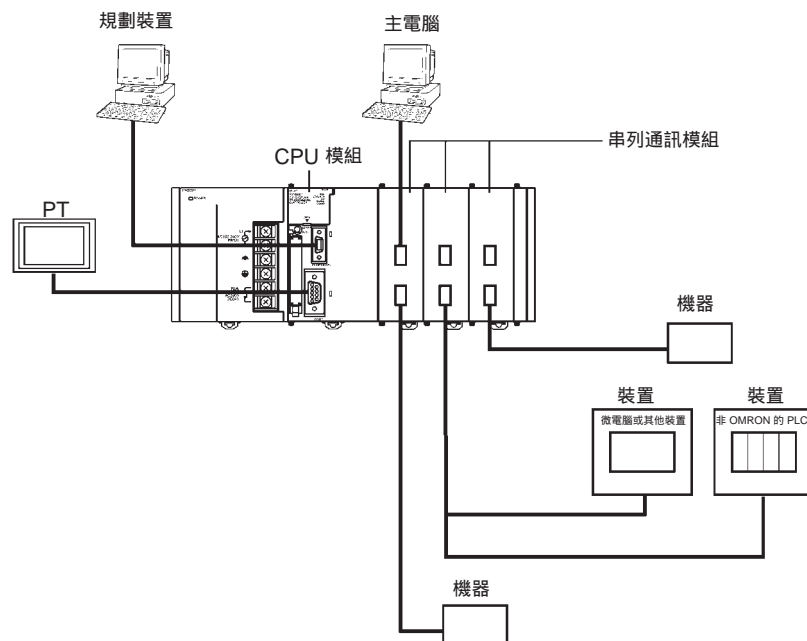 規劃裝置
主電腦
串列通訊模組
CPU 模組
PT
機器
裝置
裝置
微電腦或其他裝置
非 OMRON 的 PLC
機器